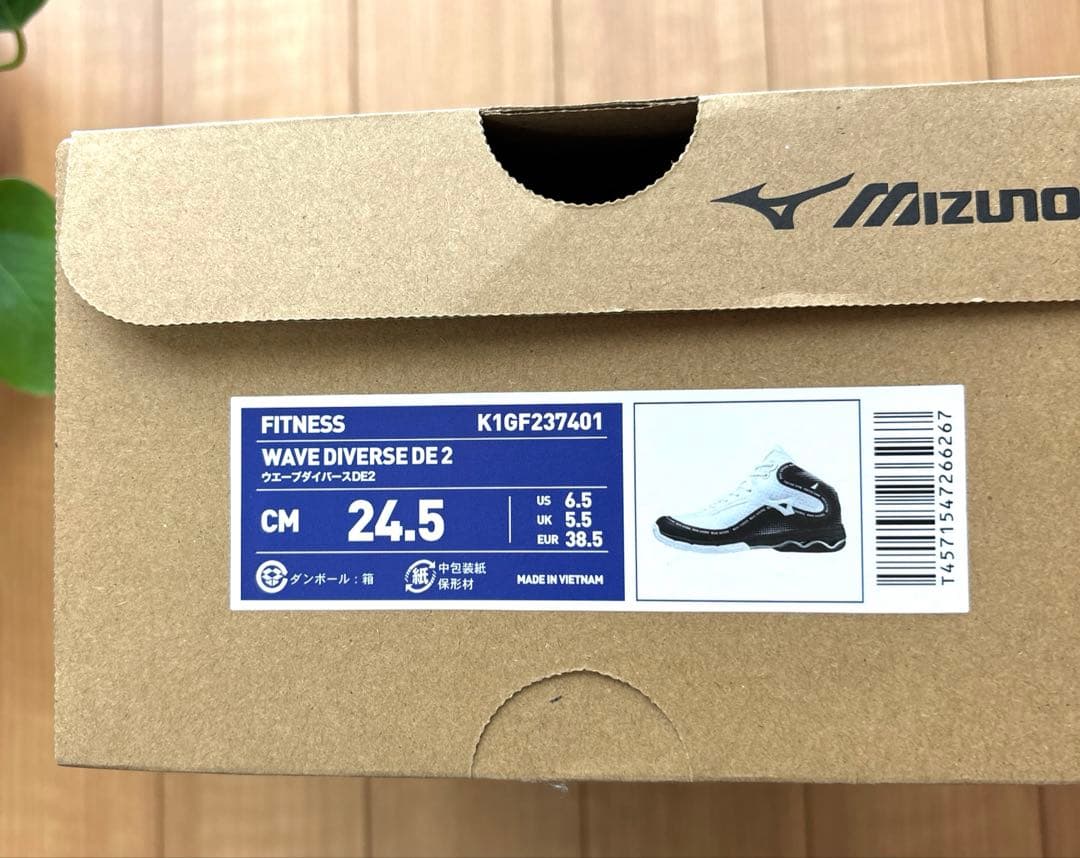 MIZUNO
FITNESS K1GF237401
WAVE DIVERSE DE 2
ウエーブダイバースDE2
CM 24.5
US 6.5
UK 5.5
EUR 38.5
ダンボール：箱
紙 中包装紙
保形材
MADE IN VIETNAM
T4571547266267